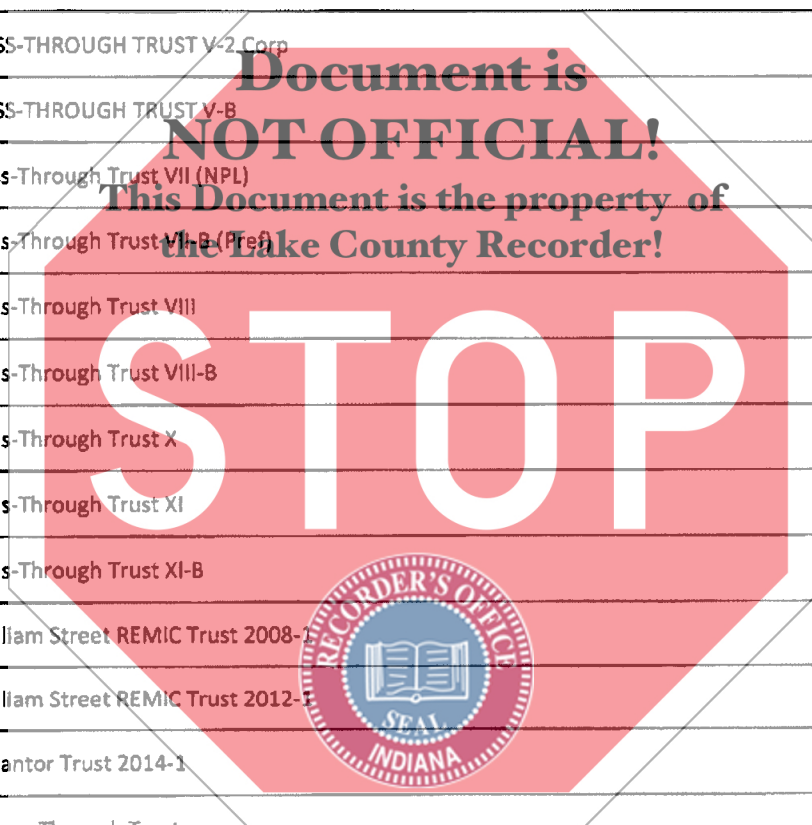 SS-THROUGH TRUST V-2 Corp
Document is
SS-THROUGH TRUST V-B
NOT OFFICIAL!
s-Through Trust VII (NPL)
This Document is the property of
s-Through Trust VII-B (Pref)
the Lake County Recorder!
s-Through Trust VIII
STOP
s-Through Trust VIII-B
s-Through Trust X
s-Through Trust XI
s-Through Trust XI-B
RECORDER'S OFFICE
liam Street REMIC Trust 2008-1
liam Street REMIC Trust 2012-1
SEAL
INDIANA
antor Trust 2014-1